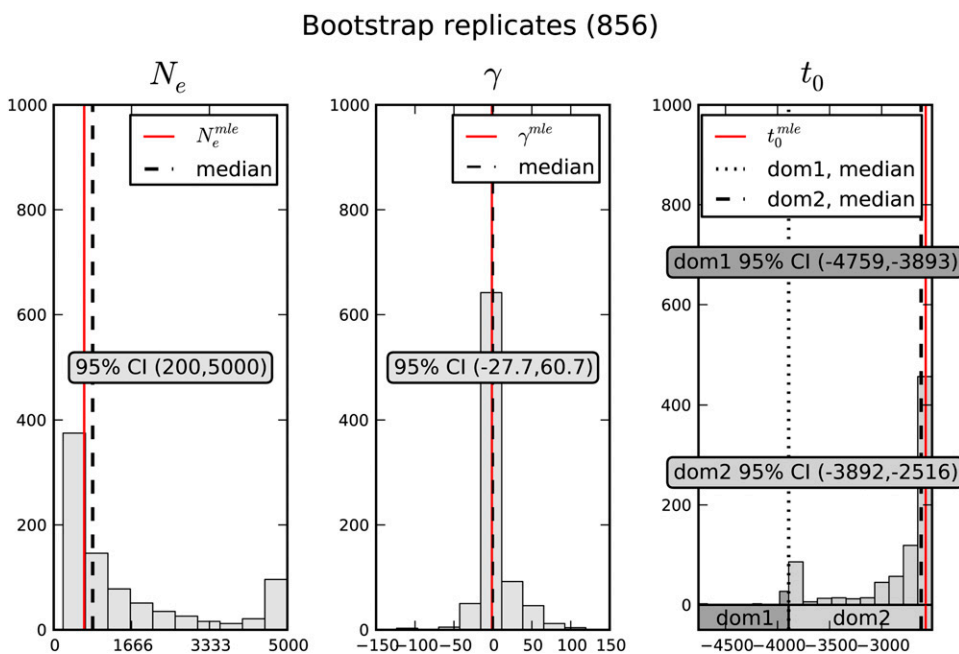 Bootstrap replicates (856)
N_e
γ
t_0
1000
800
600
400
200
0
N_e^{mle}
median
95% CI (200,5000)
0
1666
3333
5000
1000
800
600
400
200
0
γ^{mle}
median
95% CI (-27.7,60.7)
−150
−100
−50
0
50
100
150
1000
800
600
400
200
0
t_0^{mle}
dom1, median
dom2, median
dom1 95% CI (-4759,-3893)
dom2 95% CI (-3892,-2516)
dom1
dom2
−4500
−4000
−3500
−3000